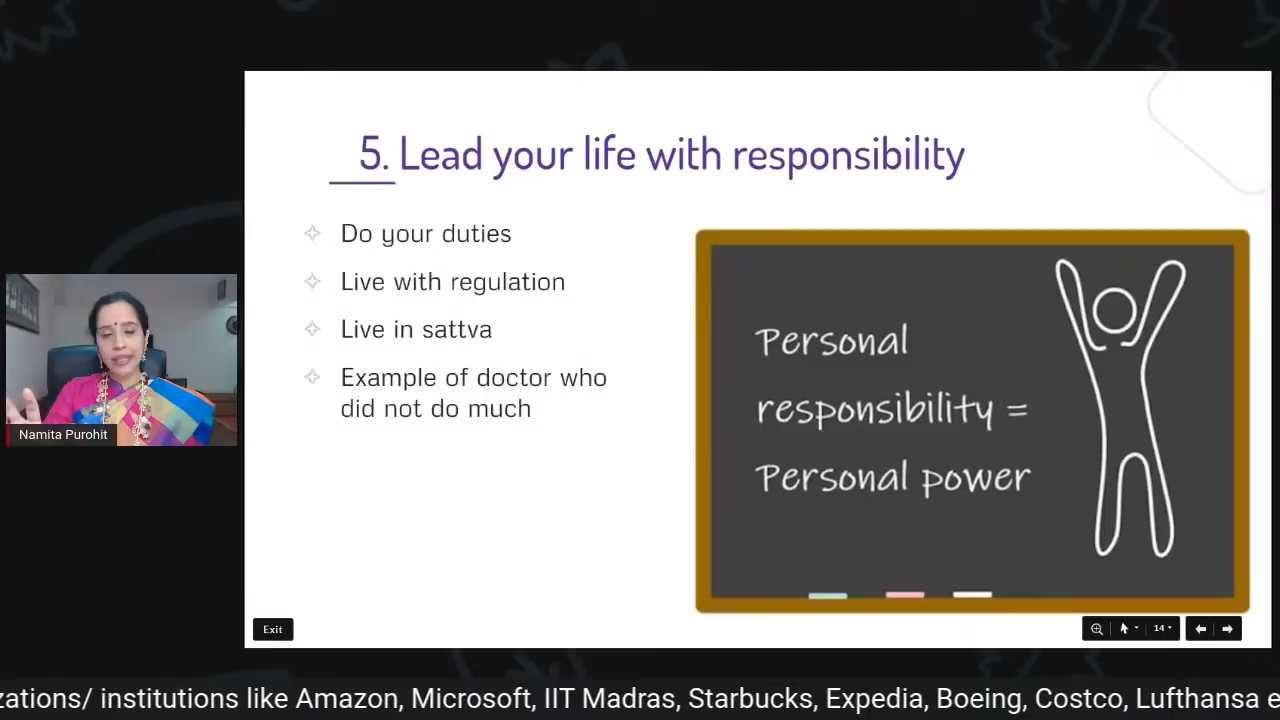 5. Lead your life with responsibility
Do your duties
Live with regulation
Live in sattva
Example of doctor who
did not do much
Personal
responsibility =
Personal power
Namita Purohit
Exit
14
institutions like Amazon, Microsoft, IIT Madras, Starbucks, Expedia, Boeing, Costco, Lufthansa